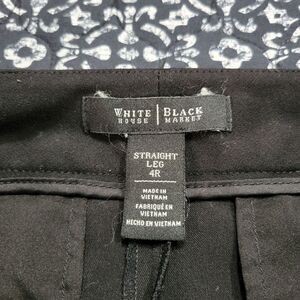 WHITE | BLACK
HOUSE | MARKET
STRAIGHT
LEG
4R
MADE IN
VIETNAM
FABRIQUÉ EN
VIETNAM
HECHO EN VIETNAM